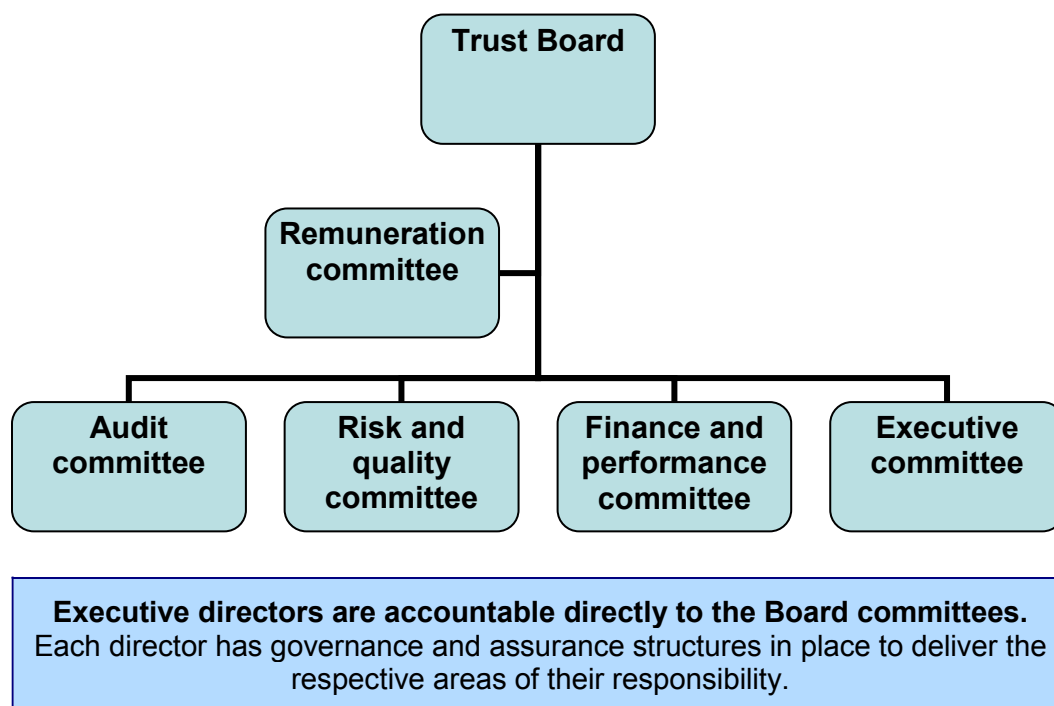 Trust Board
Remuneration
committee
Audit
committee
Risk and
quality
committee
Finance and
performance
committee
Executive
committee
Executive directors are accountable directly to the Board committees.
Each director has governance and assurance structures in place to deliver the
respective areas of their responsibility.